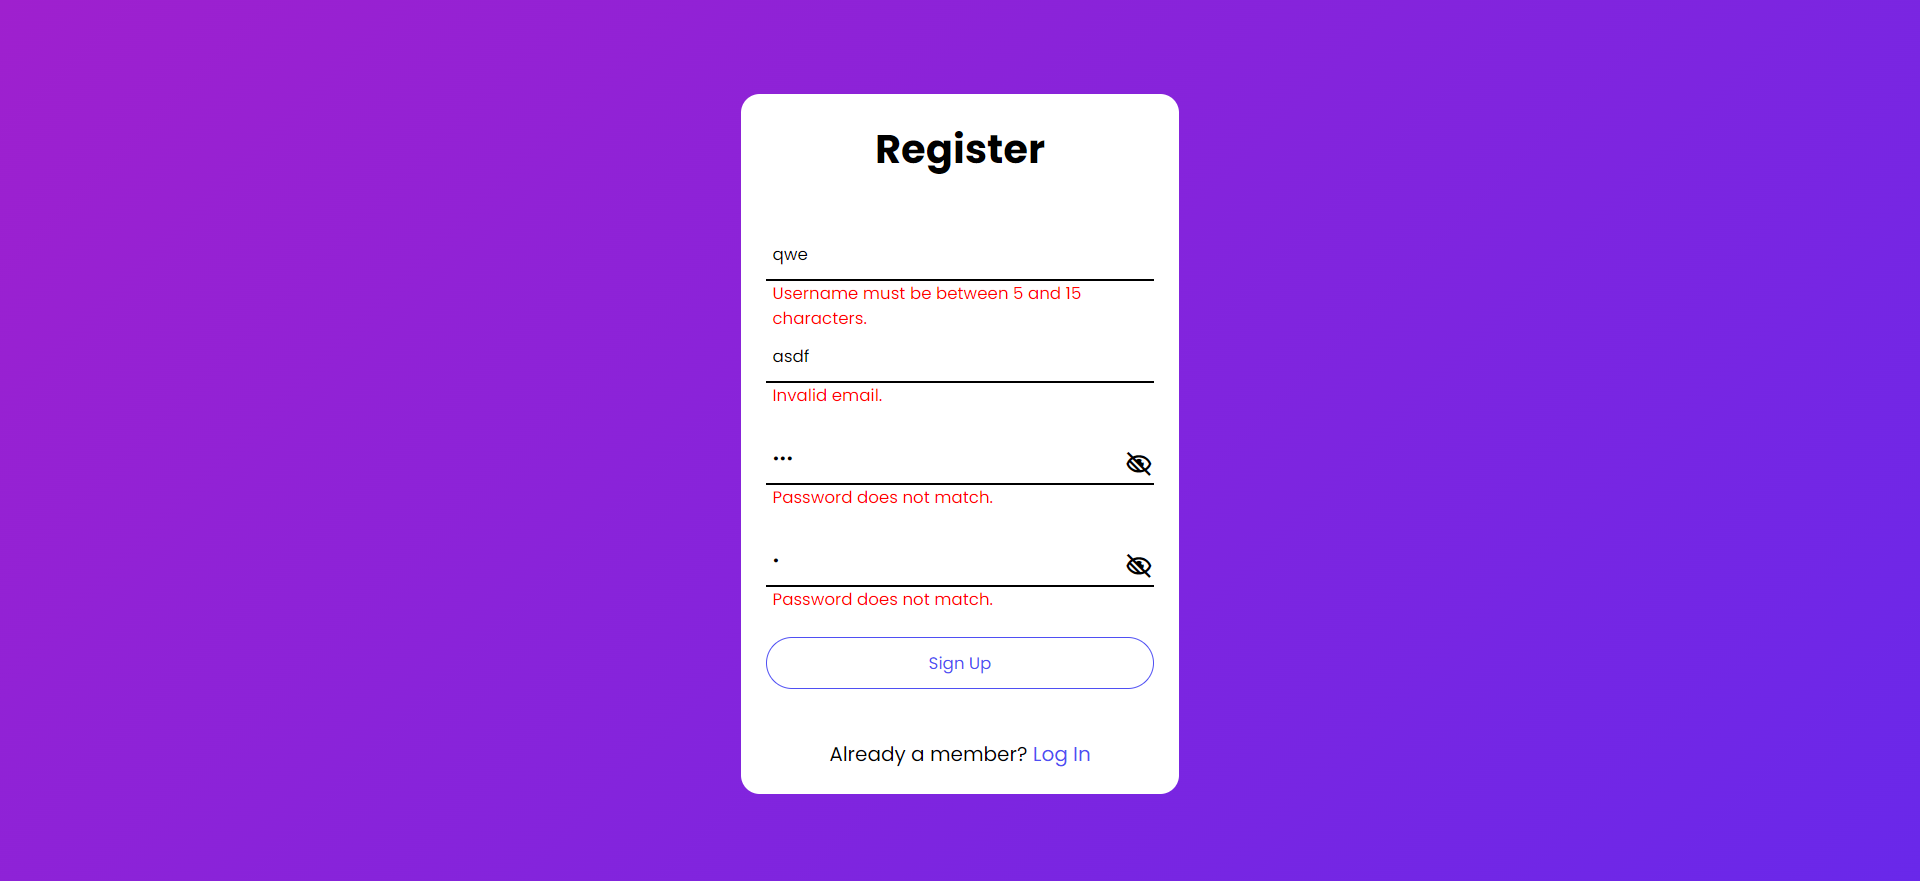 Register
qwe
Username must be between 5 and 15
characters.
asdf
Invalid email.
•••
Password does not match.
•
Password does not match.
Sign Up
Already a member? Log In